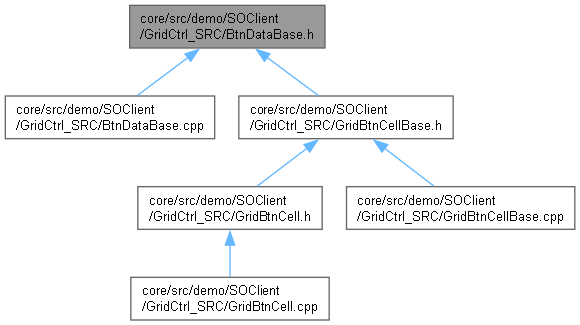 core/src/demo/SOClient
/GridCtrl_SRC/BtnDataBase.h
core/src/demo/SOClient
/GridCtrl_SRC/BtnDataBase.cpp
core/src/demo/SOClient
/GridCtrl_SRC/GridBtnCellBase.h
core/src/demo/SOClient
/GridCtrl_SRC/GridBtnCell.h
core/src/demo/SOClient
/GridCtrl_SRC/GridBtnCellBase.cpp
core/src/demo/SOClient
/GridCtrl_SRC/GridBtnCell.cpp